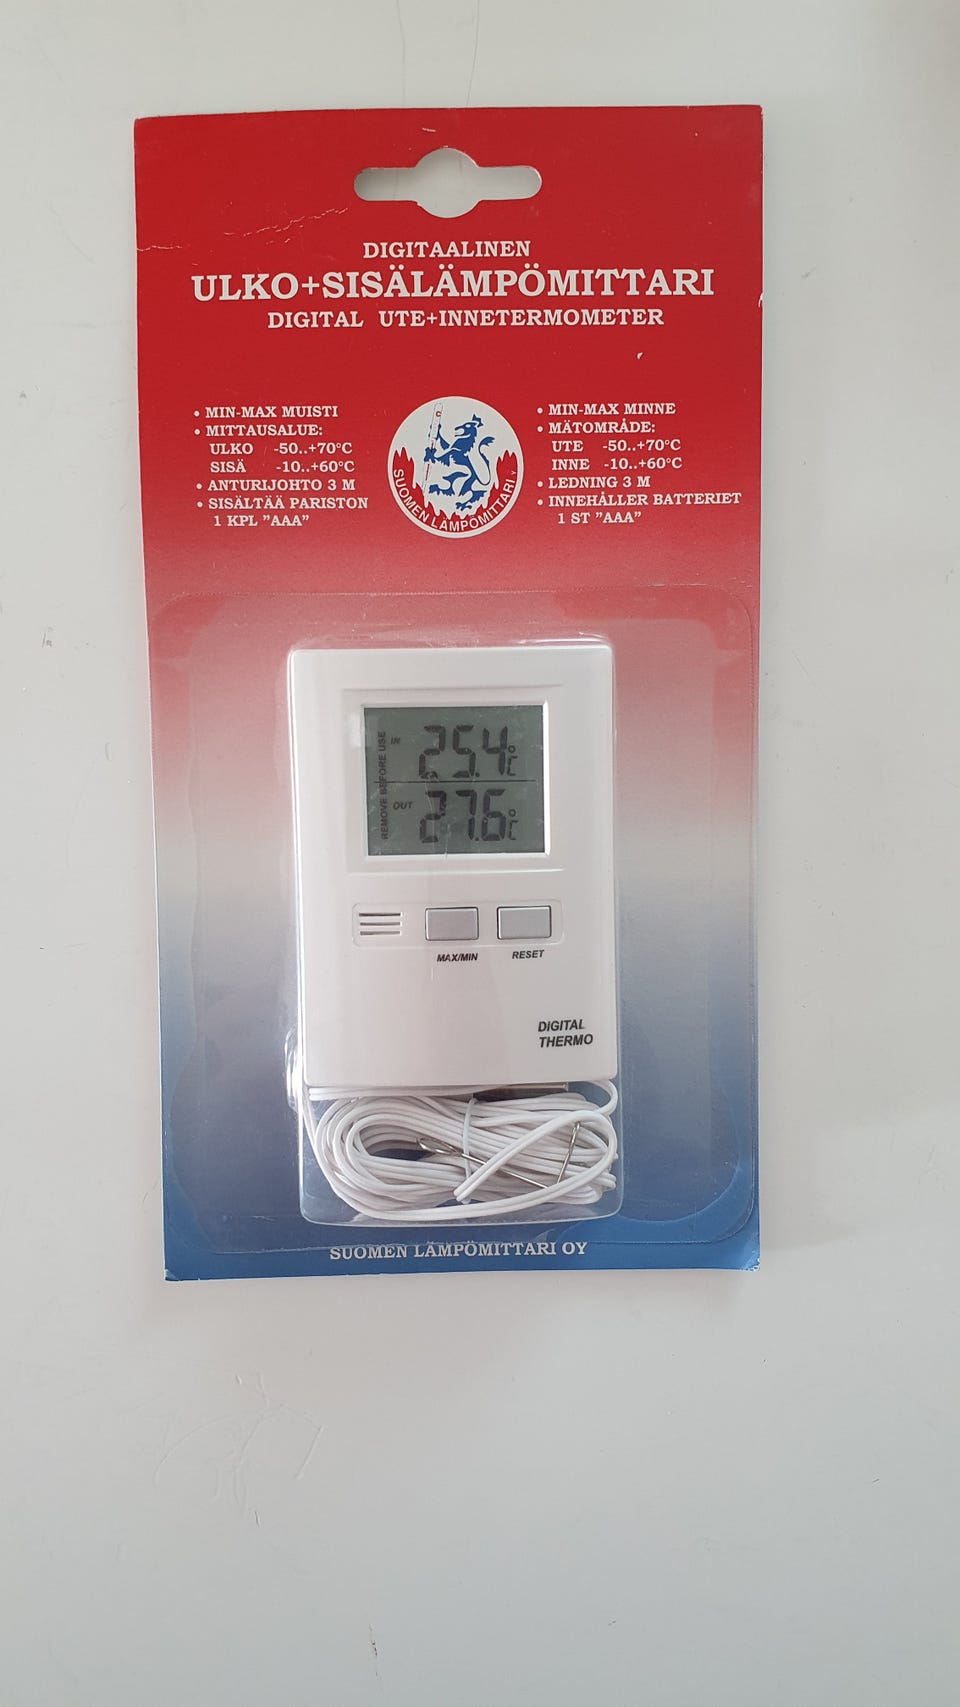 DIGITAALINEN
ULKO+SISÄLÄMPÖMITTARI
DIGITAL UTE+INNETERMOMETER
• MIN-MAX MUISTI
• MITTAUSALUE:
ULKO -50..+70°C
SISÄ -10..+60°C
• ANTURIJOHTO 3 M
• SISÄLTÄÄ PARISTON
1 KPL "AAA"
SUOMEN LÄMPÖMITTARI
• MIN-MAX MINNE
• MÄTOMRÅDE:
UTE -50..+70°C
INNE -10..+60°C
• LEDNING 3 M
• INNEHÅLLER BATTERIET
1 ST "AAA"
REMOVE BEFORE USE
IN 25.4°C
OUT 27.6°C
MAX/MIN RESET
DIGITAL
THERMO
SUOMEN LÄMPÖMITTARI OY